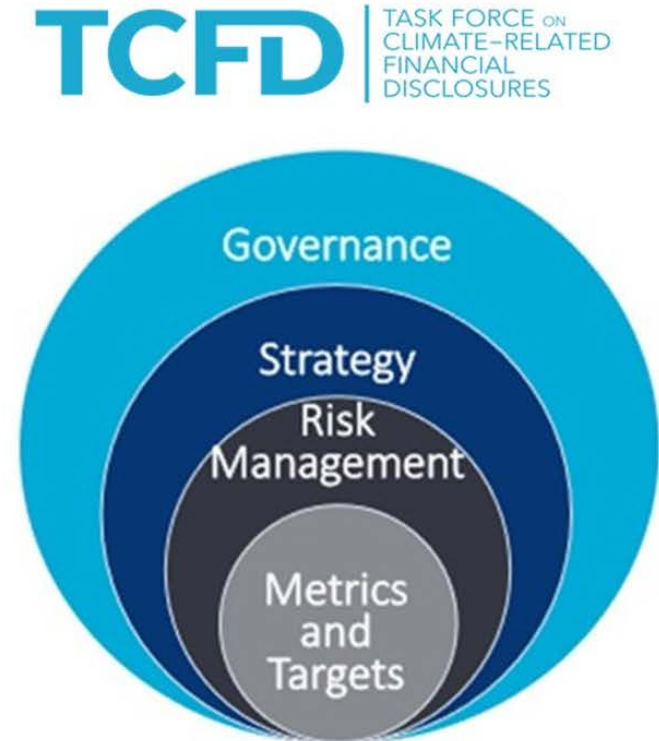 TCFD
TASK FORCE ON
CLIMATE-RELATED
FINANCIAL
DISCLOSURES
Governance
Strategy
Risk
Management
Metrics
and
Targets